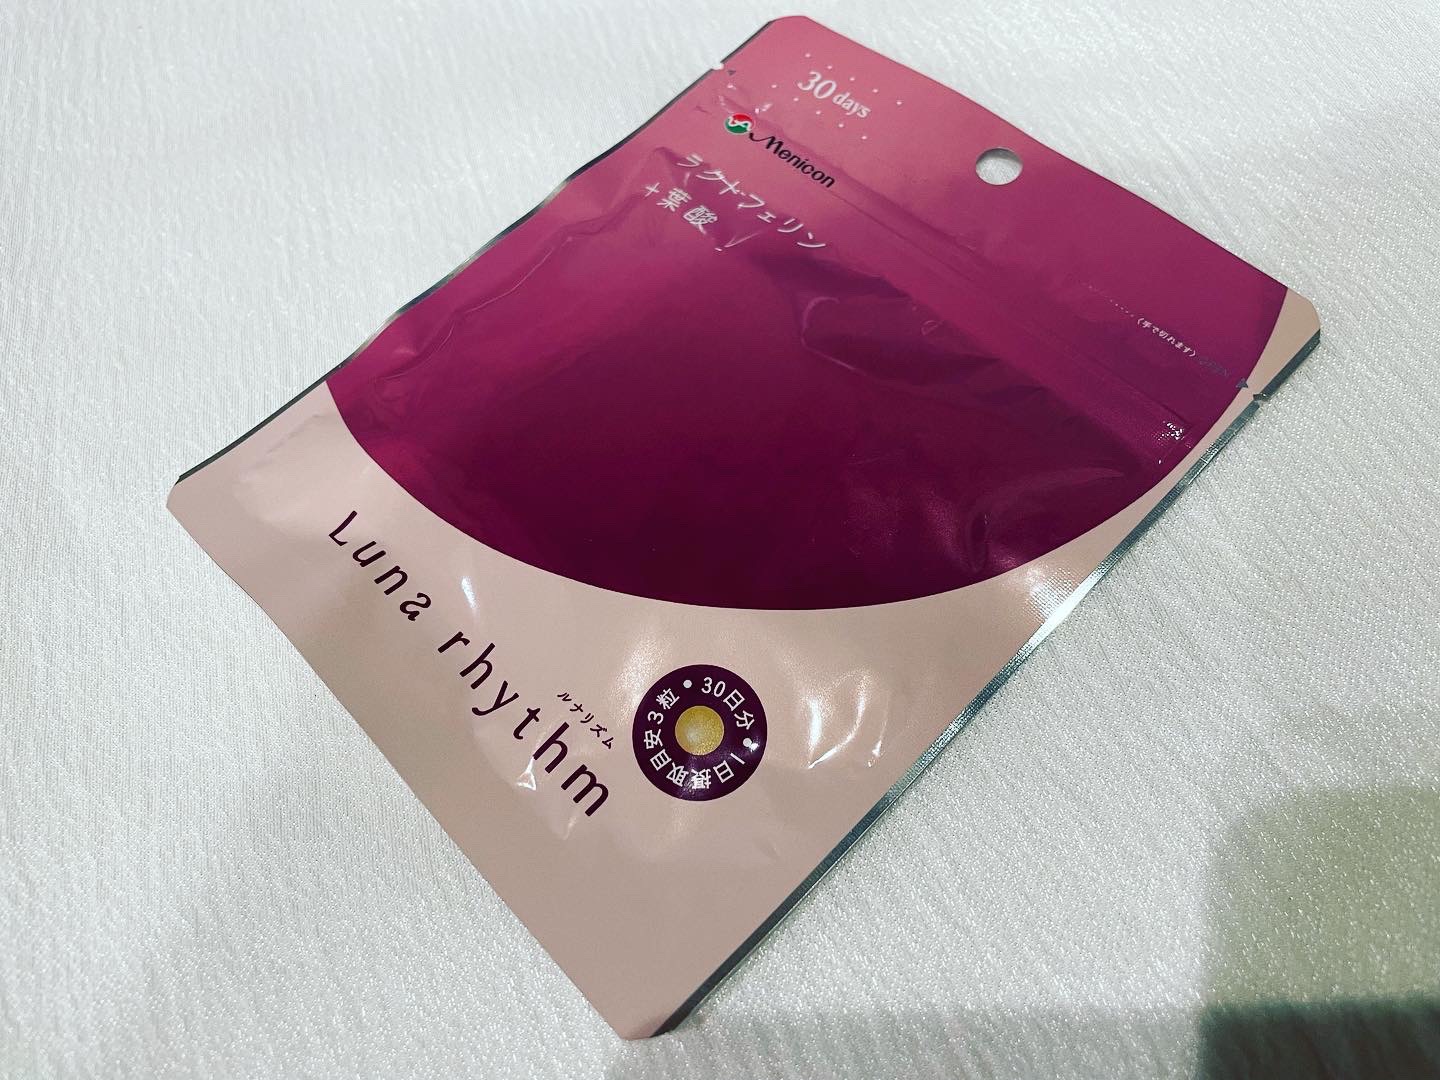 30 days
Menicon
ラクトフェリン
+葉酸
(手で切れます) OPEN
Luna rhythm
ルナリズム
30日分・1日摂取目安3粒・